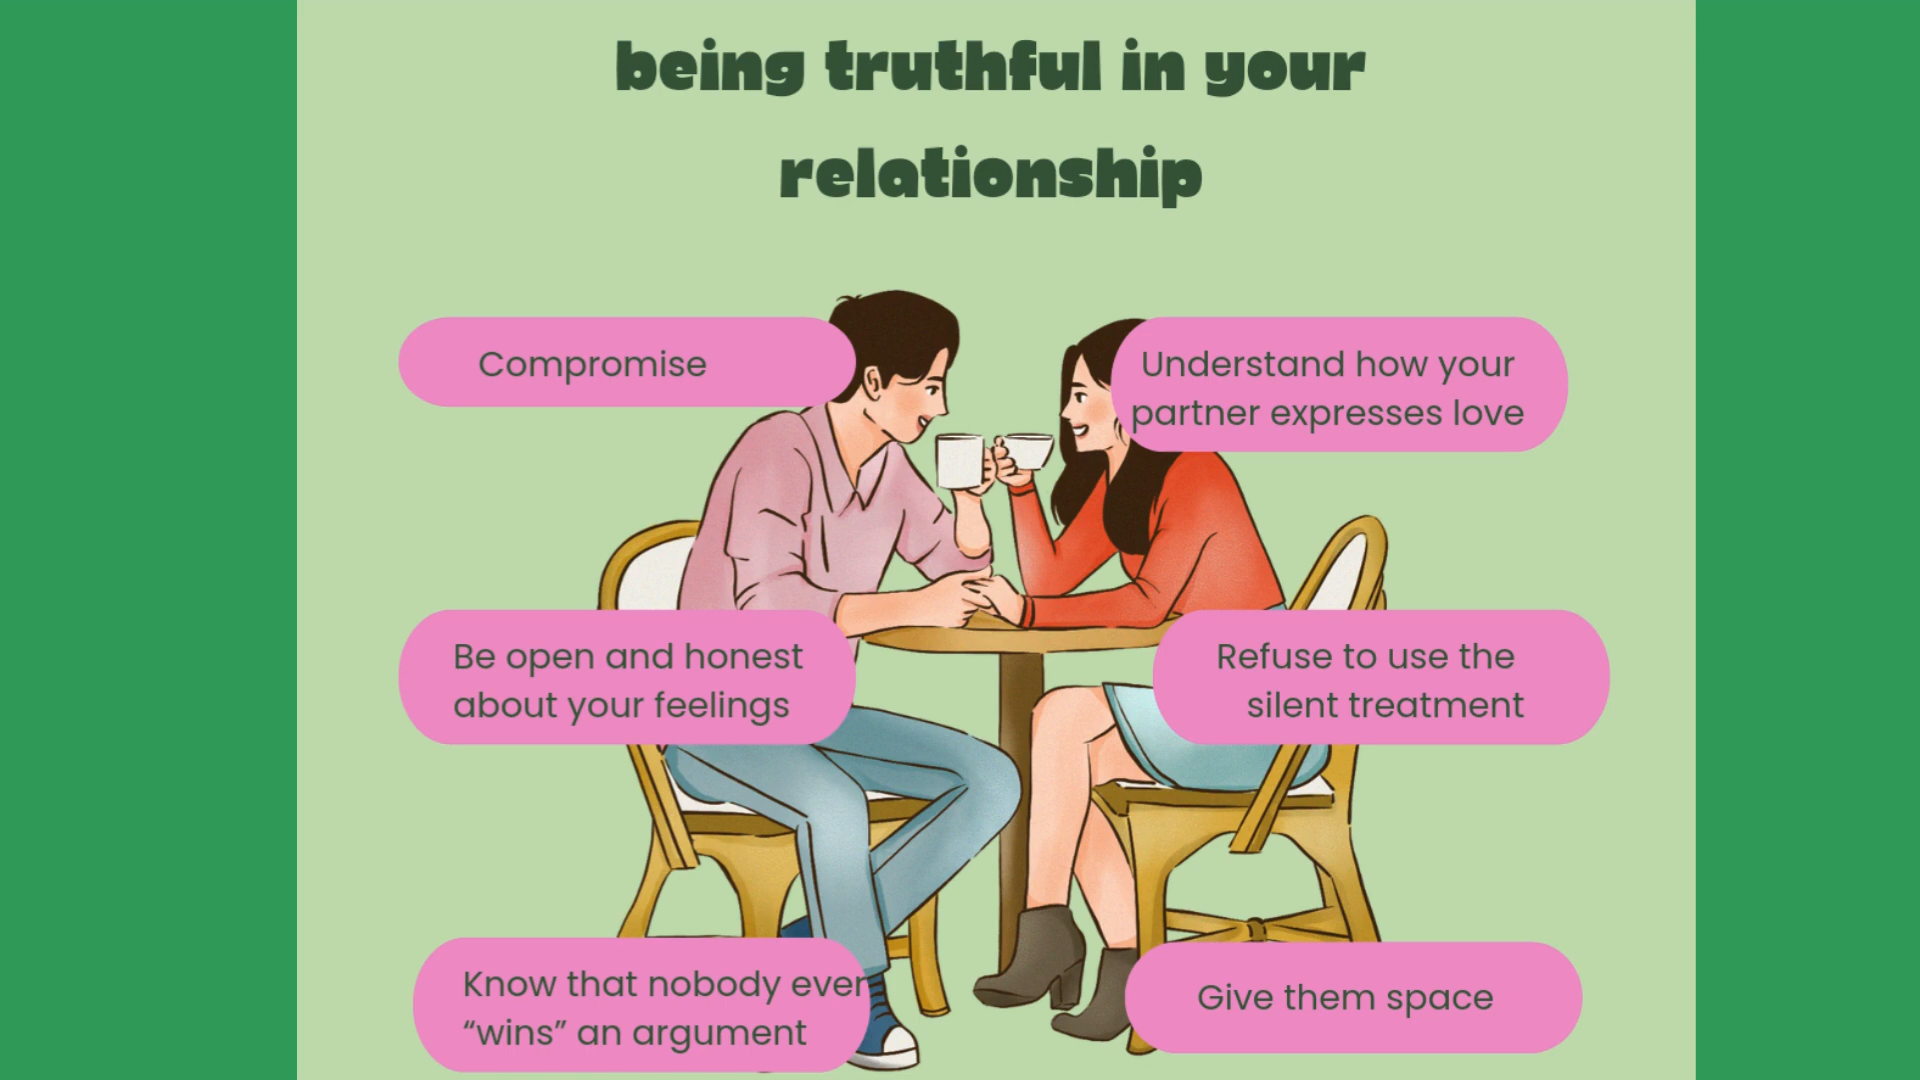 being truthful in your
relationship
Compromise
Understand how your
partner expresses love
Be open and honest
about your feelings
Refuse to use the
silent treatment
Know that nobody ever
“wins” an argument
Give them space